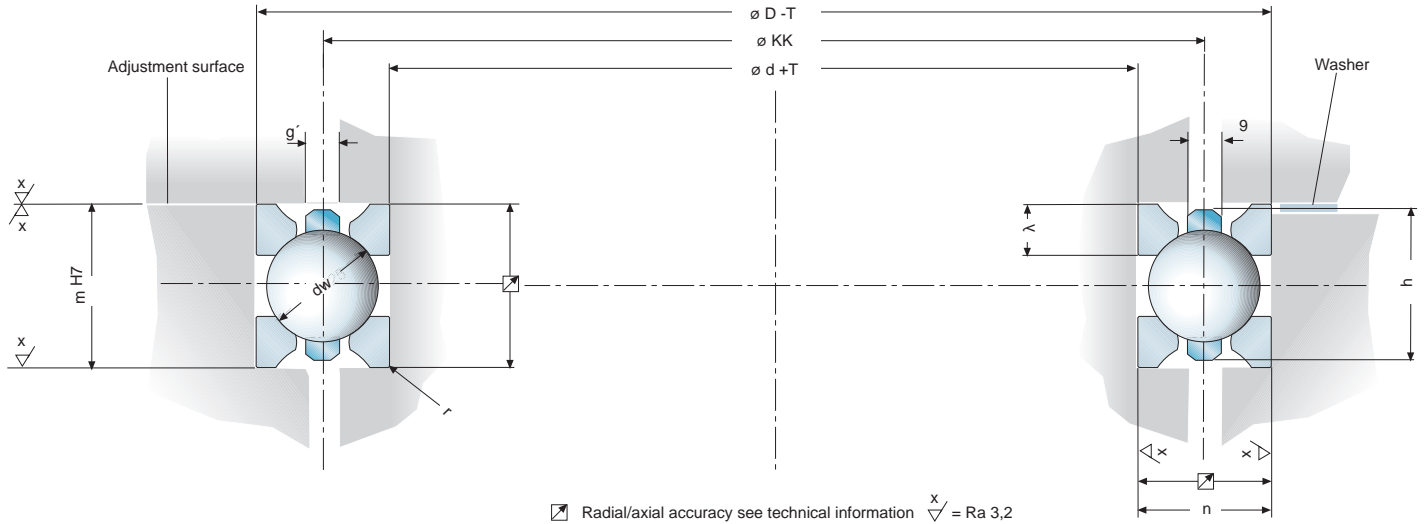 ø D -T
ø KK
ø d +T
Adjustment surface
Washer
g´
9
x
x
λ
m H7
dw
h
x
r
x
x
n
Radial/axial accuracy see technical information x = Ra 3,2